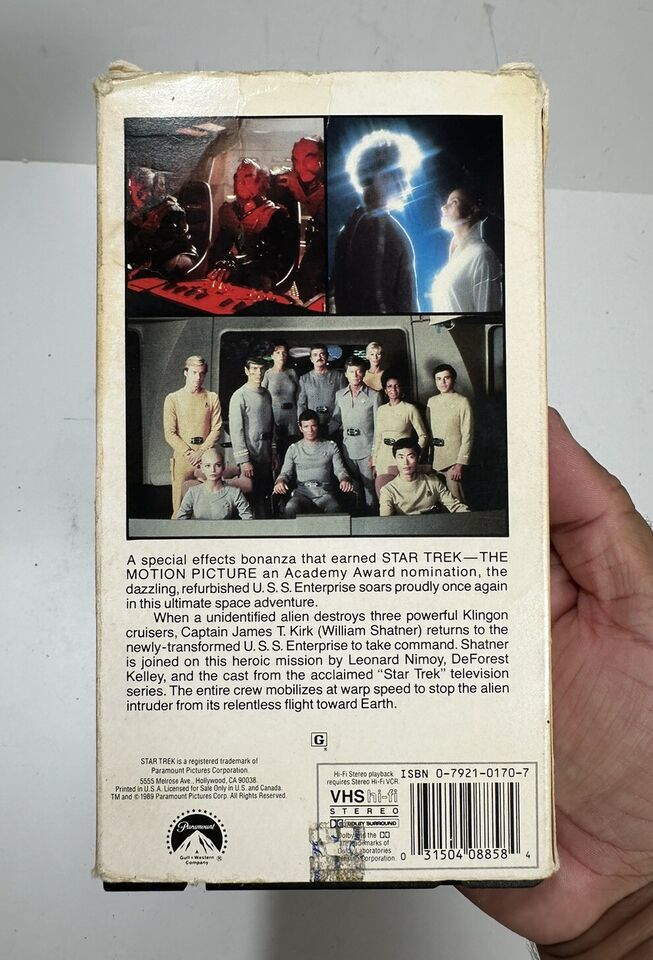 A special effects bonanza that earned STAR TREK—THE
MOTION PICTURE an Academy Award nomination, the
dazzling, refurbished U.S.S. Enterprise soars proudly once again
in this ultimate space adventure.
When a unidentified alien destroys three powerful Klingon
cruisers, Captain James T. Kirk (William Shatner) returns to the
newly-transformed U.S.S. Enterprise to take command. Shatner
is joined on this heroic mission by Leonard Nimoy, DeForest
Kelley, and the cast from the acclaimed "Star Trek" television
series. The entire crew mobilizes at warp speed to stop the alien
intruder from its relentless flight toward Earth.
G
®
STAR TREK is a registered trademark of
Paramount Pictures Corporation.
5555 Melrose Ave., Hollywood, CA 90038.
Printed in U.S.A. Licensed for Sale Only in U.S. and Canada.
TM and © 1989 Paramount Pictures Corp. All Rights Reserved.
Paramount
Gulf+Western
Company
®
Hi-Fi Stereo playback
requires Stereo Hi-Fi VCR.
VHS hi-fi
STEREO
DOLBY SURROUND
Dolby the
are marks of
Laboratories
Corporation.
ISBN 0-7921-0170-7
0 31504 08858 4